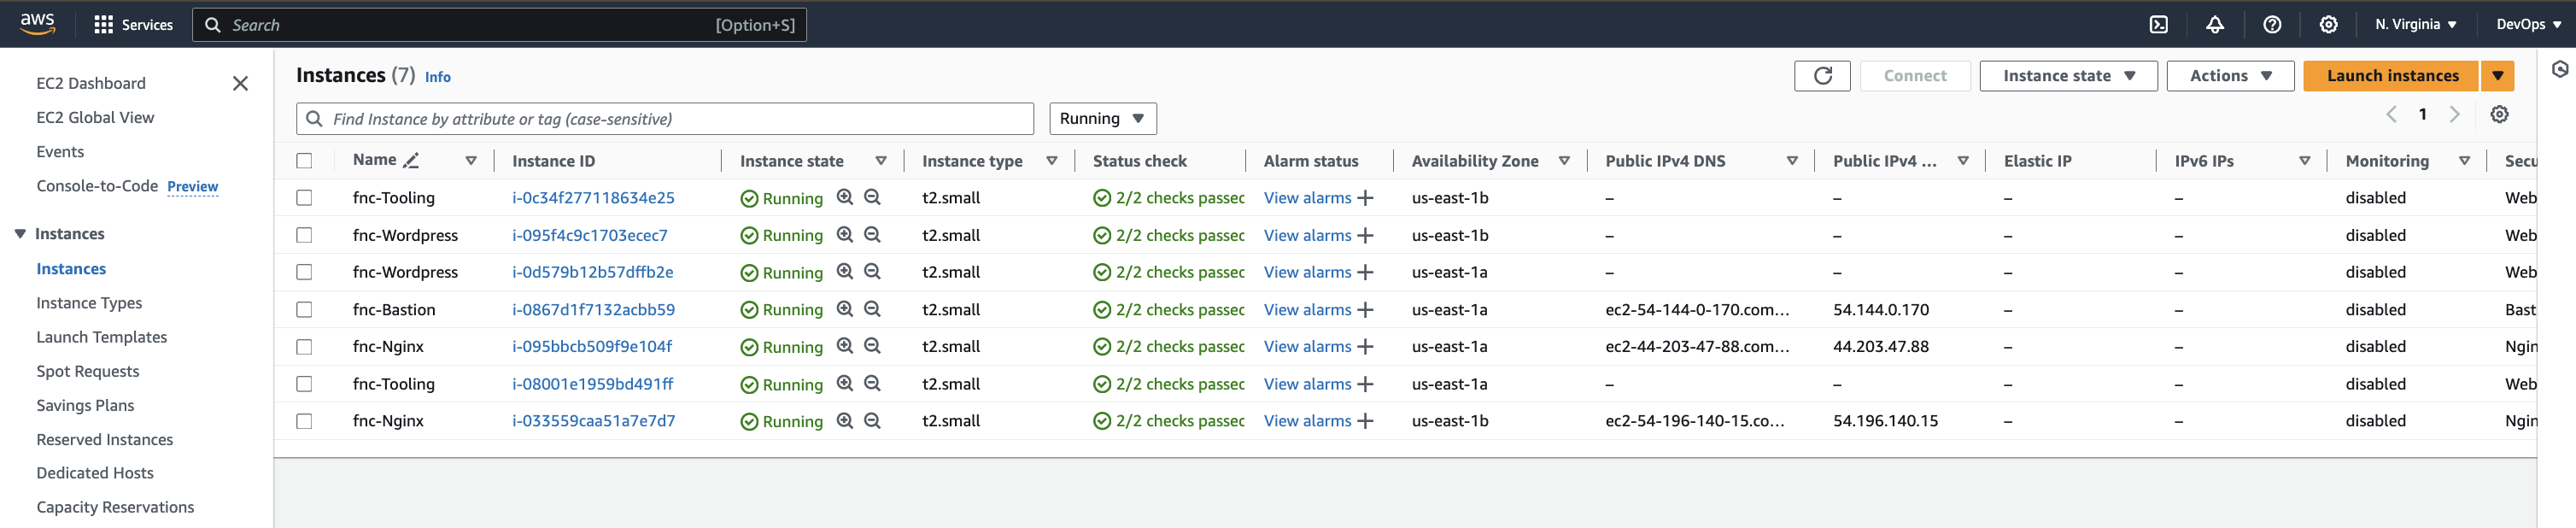 aws Services Search [Option+S] N. Virginia DevOps
EC2 Dashboard
EC2 Global View
Events
Console-to-Code Preview
Instances
Instances
Instance Types
Launch Templates
Spot Requests
Savings Plans
Reserved Instances
Dedicated Hosts
Capacity Reservations
Instances (7) Info Connect Instance state Actions Launch instances
Find Instance by attribute or tag (case-sensitive) Running 1
Name Instance ID Instance state Instance type Status check Alarm status Availability Zone Public IPv4 DNS Public IPv4 ... Elastic IP IPv6 IPs Monitoring Secu
fnc-Tooling i-0c34f277118634e25 Running t2.small 2/2 checks passec View alarms + us-east-1b – – – – disabled Web
fnc-Wordpress i-095f4c9c1703ecec7 Running t2.small 2/2 checks passec View alarms + us-east-1b – – – – disabled Web
fnc-Wordpress i-0d579b12b57dffb2e Running t2.small 2/2 checks passec View alarms + us-east-1a – – – – disabled Web
fnc-Bastion i-0867d1f7132acbb59 Running t2.small 2/2 checks passec View alarms + us-east-1a ec2-54-144-0-170.com... 54.144.0.170 – – disabled Bast
fnc-Nginx i-095bbcb509f9e104f Running t2.small 2/2 checks passec View alarms + us-east-1a ec2-44-203-47-88.com... 44.203.47.88 – – disabled Ngin
fnc-Tooling i-08001e1959bd491ff Running t2.small 2/2 checks passec View alarms + us-east-1a – – – – disabled Web
fnc-Nginx i-033559caa51a7e7d7 Running t2.small 2/2 checks passec View alarms + us-east-1b ec2-54-196-140-15.co... 54.196.140.15 – – disabled Ngin